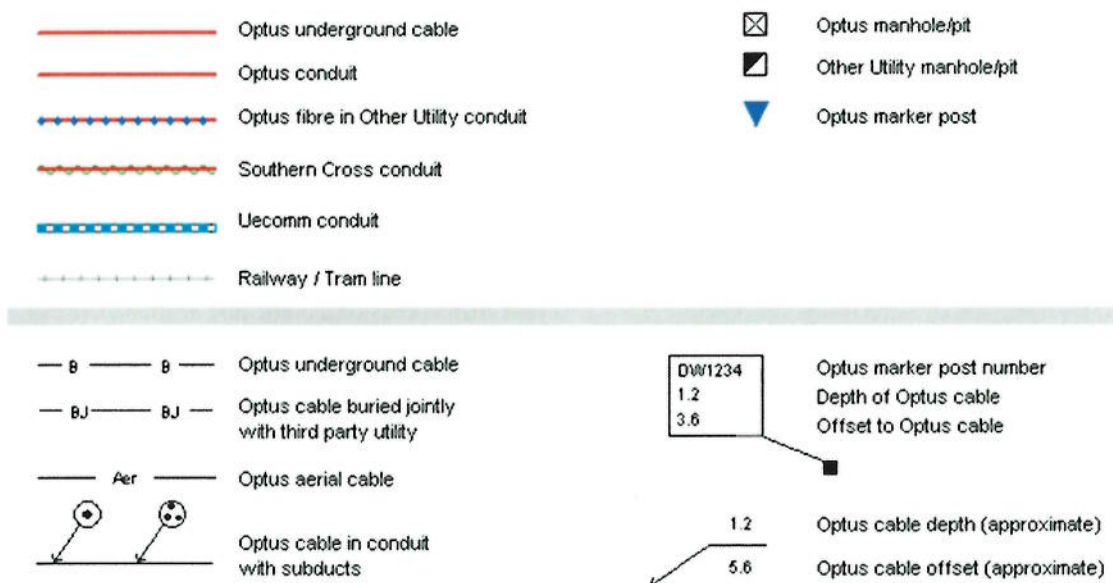 Optus underground cable
Optus conduit
Optus fibre in Other Utility conduit
Southern Cross conduit
Uecomm conduit
Railway / Tram line
Optus manhole/pit
Other Utility manhole/pit
Optus marker post
B B
Optus underground cable
BJ BJ
Optus cable buried jointly
with third party utility
Aer
Optus aerial cable
Optus cable in conduit
with subducts
DW1234
1.2
3.6
Optus marker post number
Depth of Optus cable
Offset to Optus cable
1.2
Optus cable depth (approximate)
5.6
Optus cable offset (approximate)